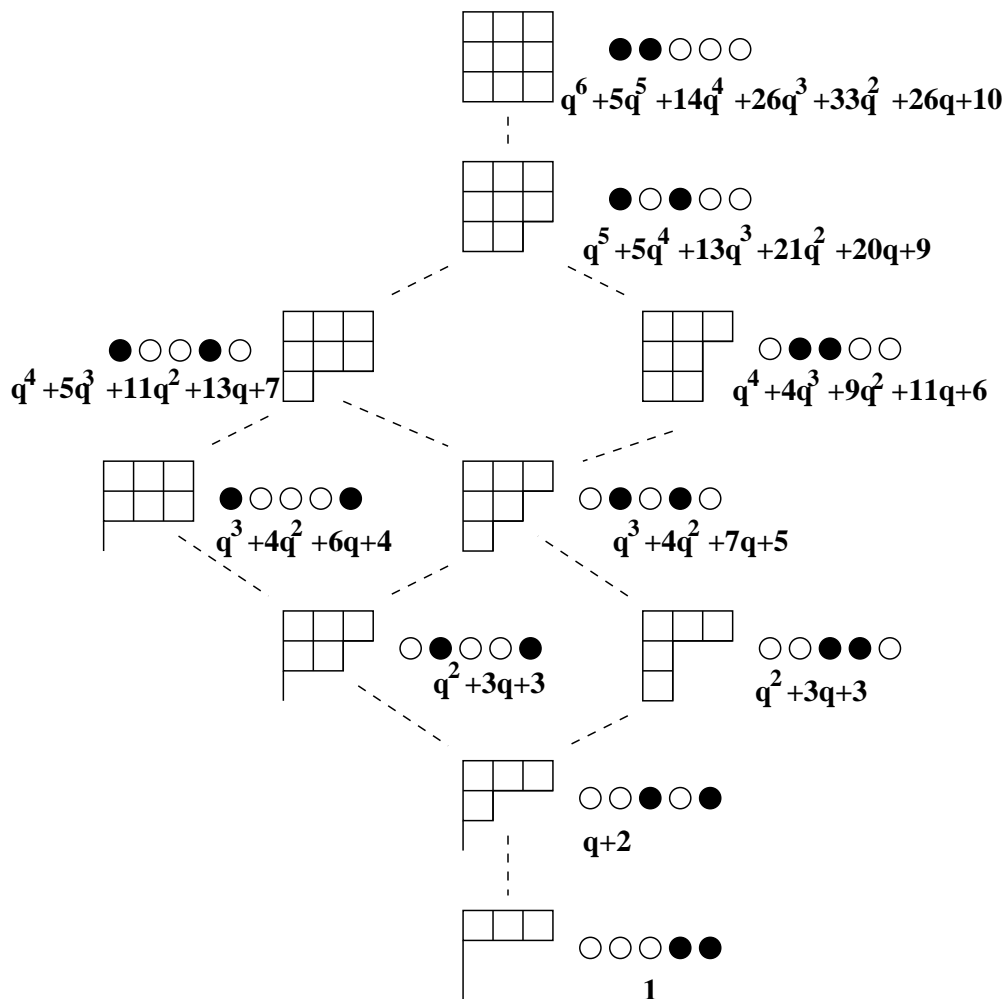 q^6 +5q^5 +14q^4 +26q^3 +33q^2 +26q+10
q^5 +5q^4 +13q^3 +21q^2 +20q+9
q^4 +5q^3 +11q^2 +13q+7
q^4 +4q^3 +9q^2 +11q+6
q^3 +4q^2 +6q+4
q^3 +4q^2 +7q+5
q^2 +3q+3
q^2 +3q+3
q+2
1